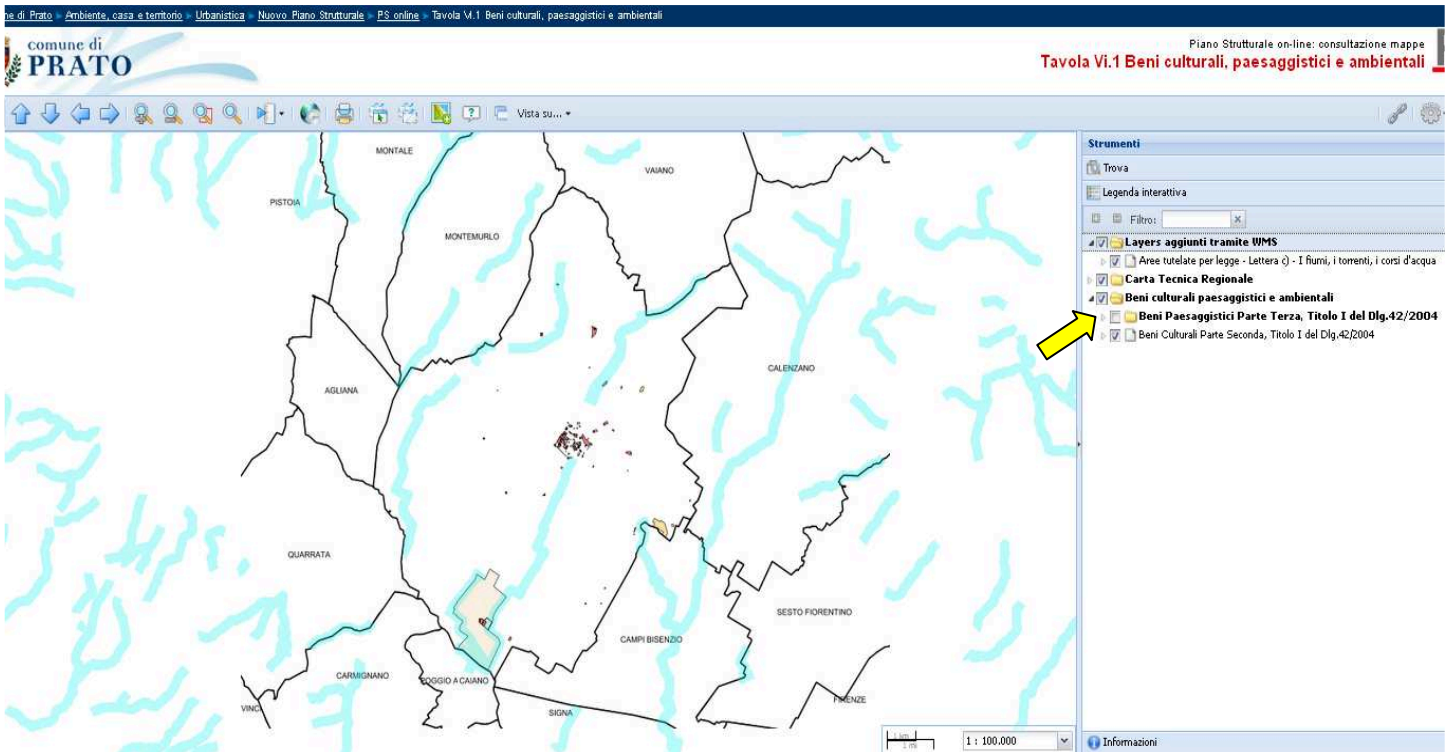 ne di Prato » Ambiente, casa e territorio » Urbanistica » Nuovo Piano Strutturale » PS online » Tavola Vi.1 Beni culturali, paesaggistici e ambientali
comune di
PRATO
Piano Strutturale on-line: consultazione mappe
Tavola Vi.1 Beni culturali, paesaggistici e ambientali
Vista su...
Strumenti
Trova
Legenda interattiva
Filtro:
Layers aggiunti tramite WMS
Aree tutelate per legge - Lettera c) - I fiumi, i torrenti, i corsi d'acqua
Carta Tecnica Regionale
Beni culturali paesaggistici e ambientali
Beni Paesaggistici Parte Terza, Titolo I del Dlg.42/2004
Beni Culturali Parte Seconda, Titolo I del Dlg.42/2004
MONTALE
VAIANO
PISTOIA
MONTEMURLO
CALENZANO
AGLIANA
QUARRATA
SESTO FIORENTINO
CAMPI BISENZIO
CARMIGNANO
POGGIO A CAIANO
VINCI
SIGNA
FIRENZE
1 km
1 mi
1 : 100.000
Informazioni